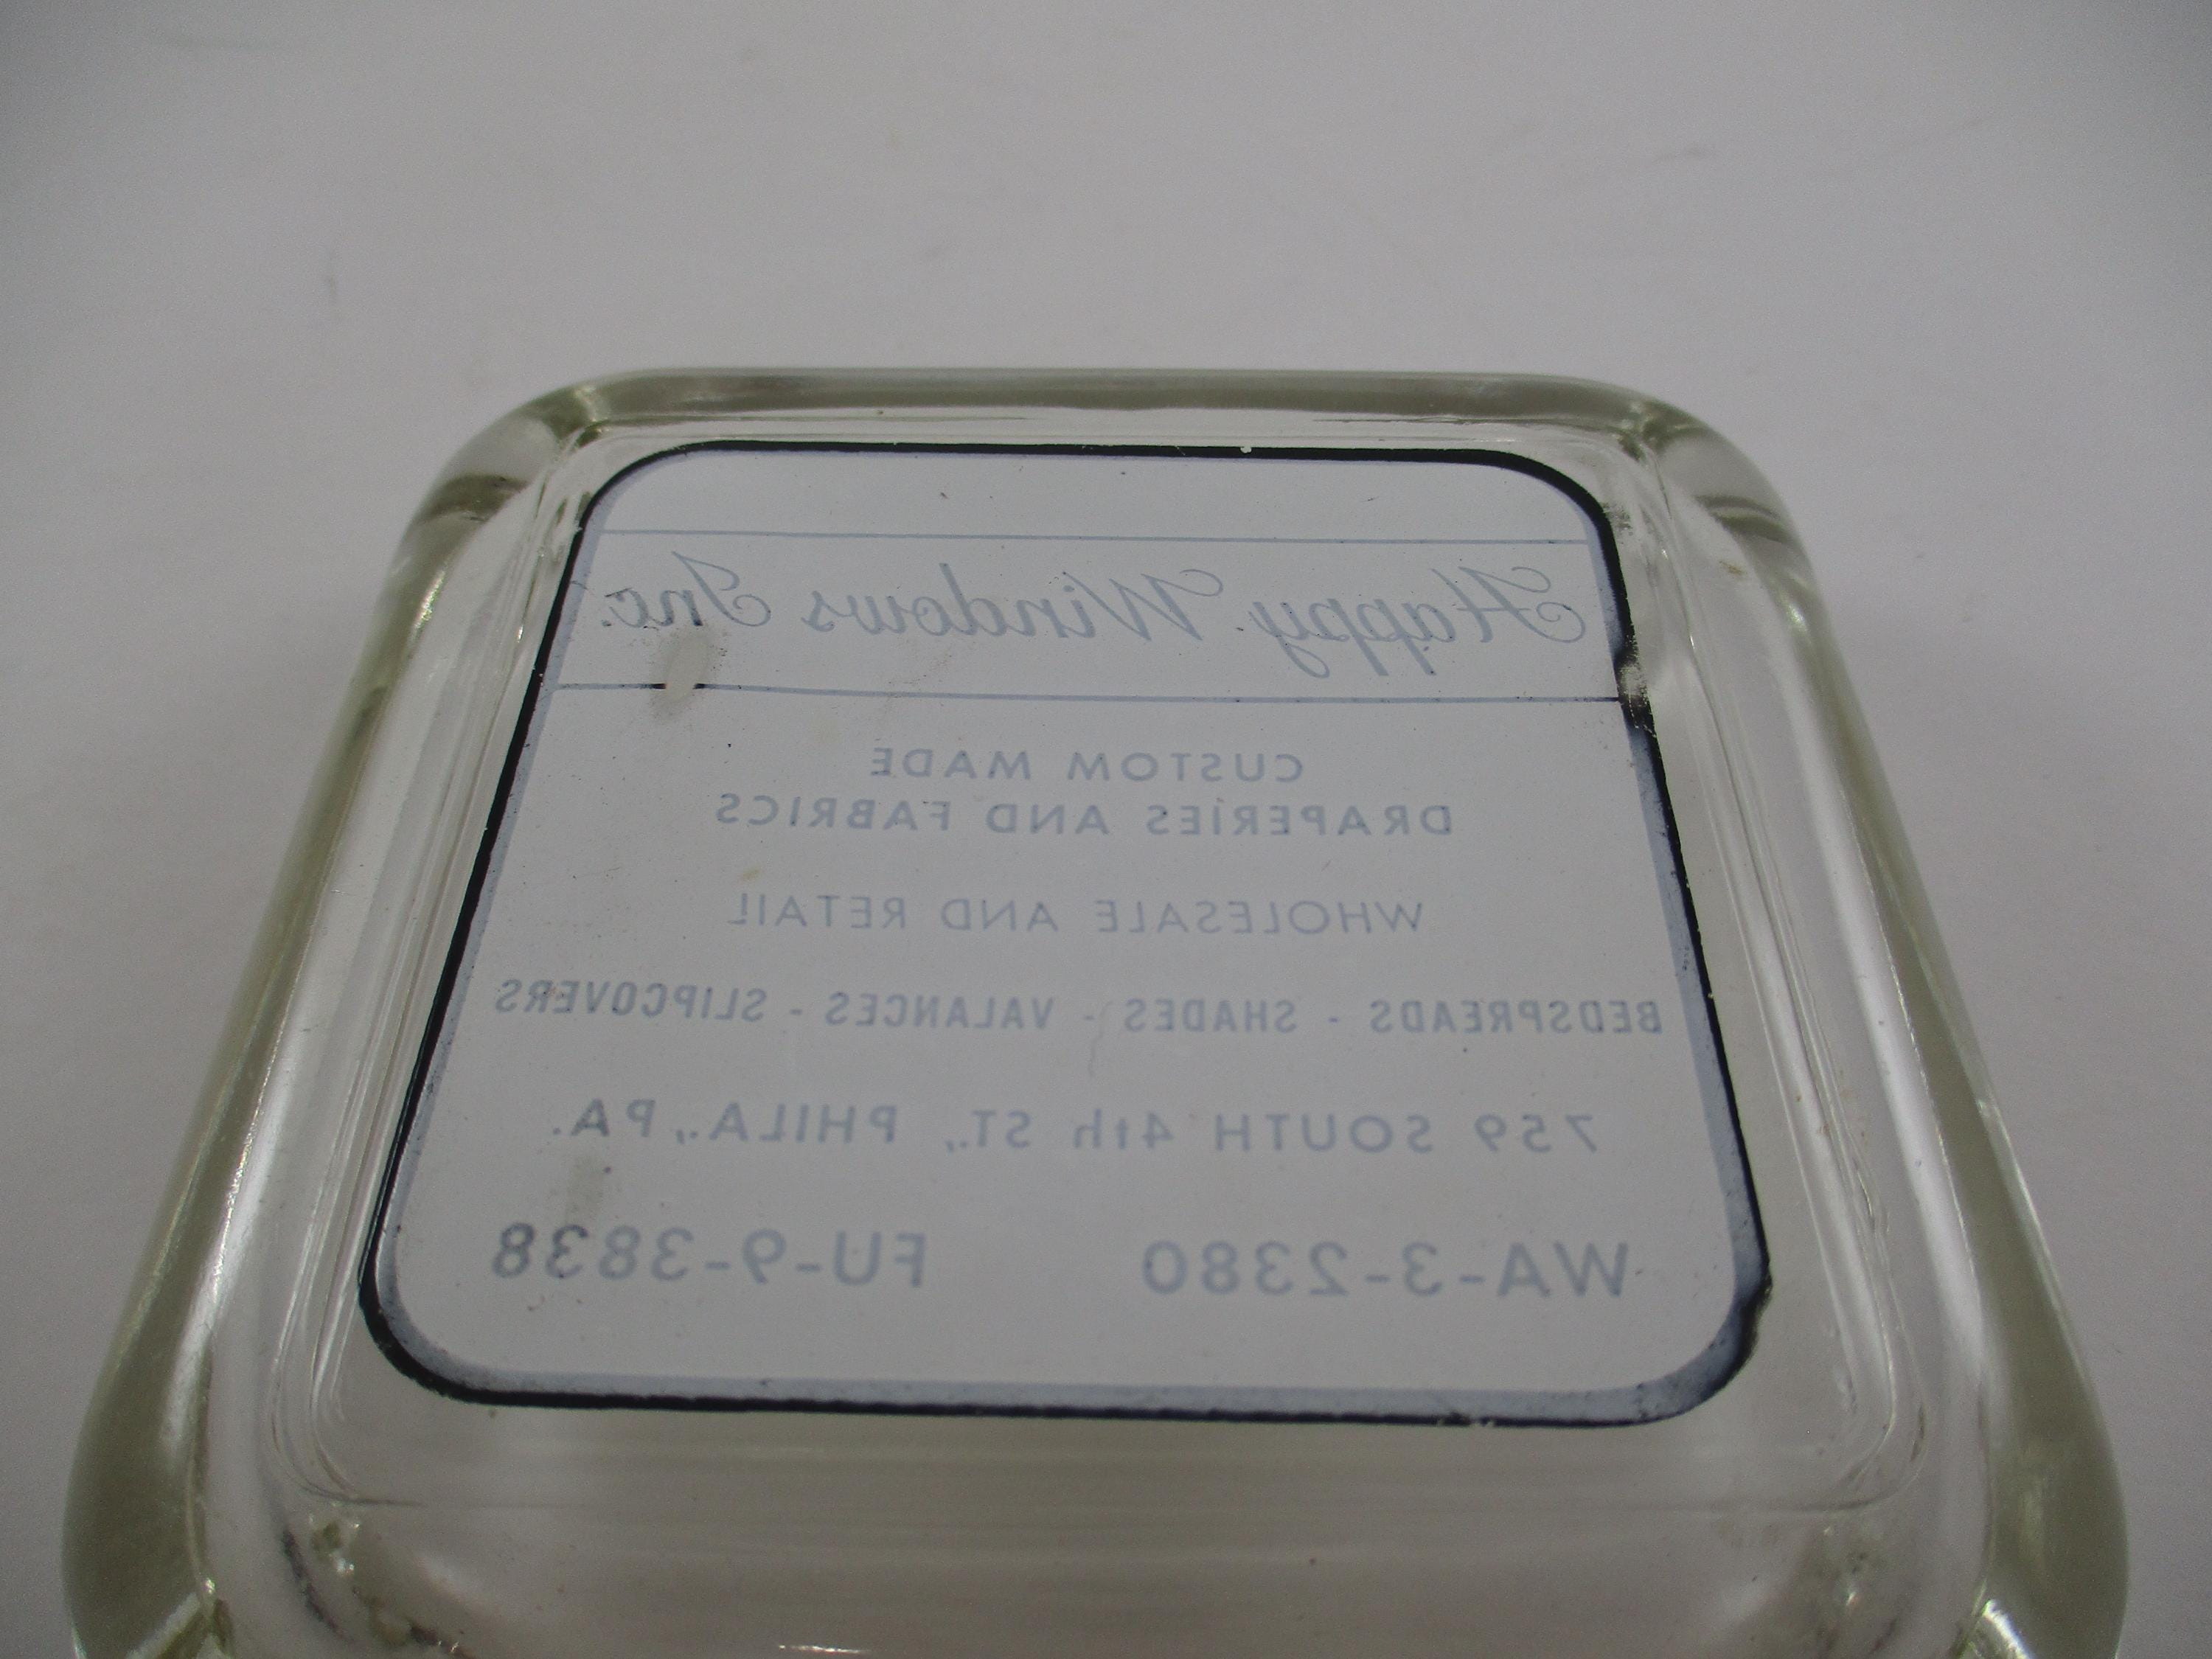 Happy Windows Inc.
CUSTOM MADE
DRAPERIES AND FABRICS
WHOLESALE AND RETAIL
BEDSPREADS - SHADES - VALANCES - SLIPCOVERS
759 SOUTH 4th ST., PHILA., PA.
WA-3-2380 FU-9-3838